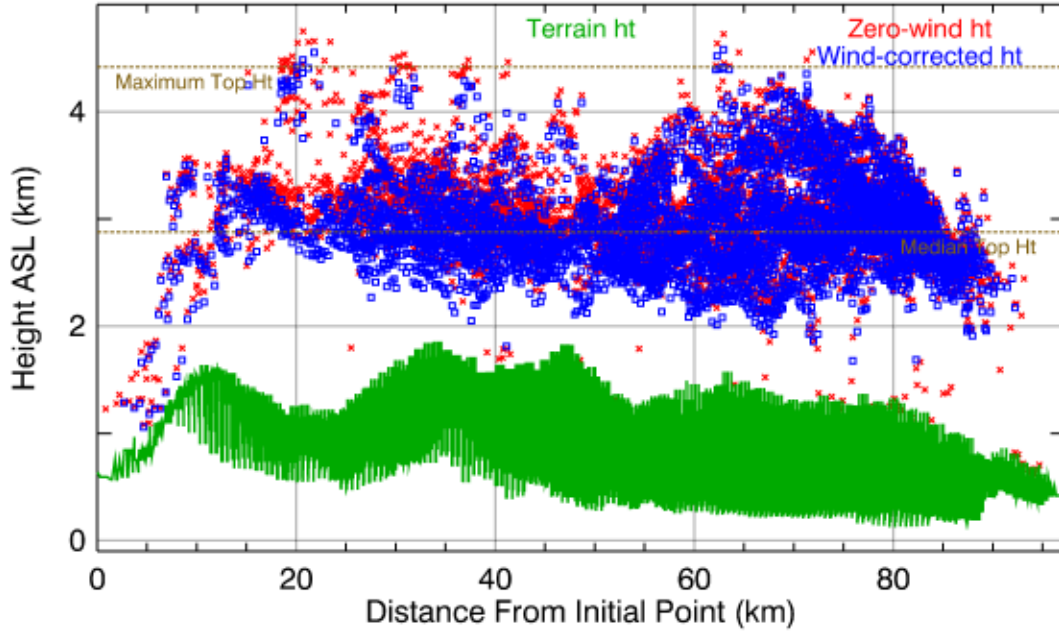 Terrain ht
Zero-wind ht
Wind-corrected ht
Maximum Top Ht
Median Top Ht
4
2
0
Height ASL (km)
0 20 40 60 80
Distance From Initial Point (km)